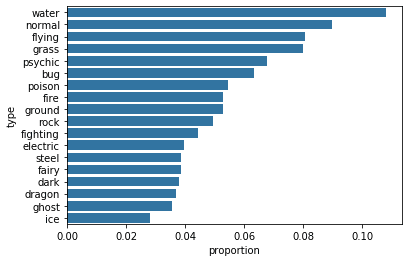 water
normal
flying
grass
psychic
bug
poison
fire
ground
rock
fighting
electric
steel
fairy
dark
dragon
ghost
ice
type
0.00 0.02 0.04 0.06 0.08 0.10
proportion